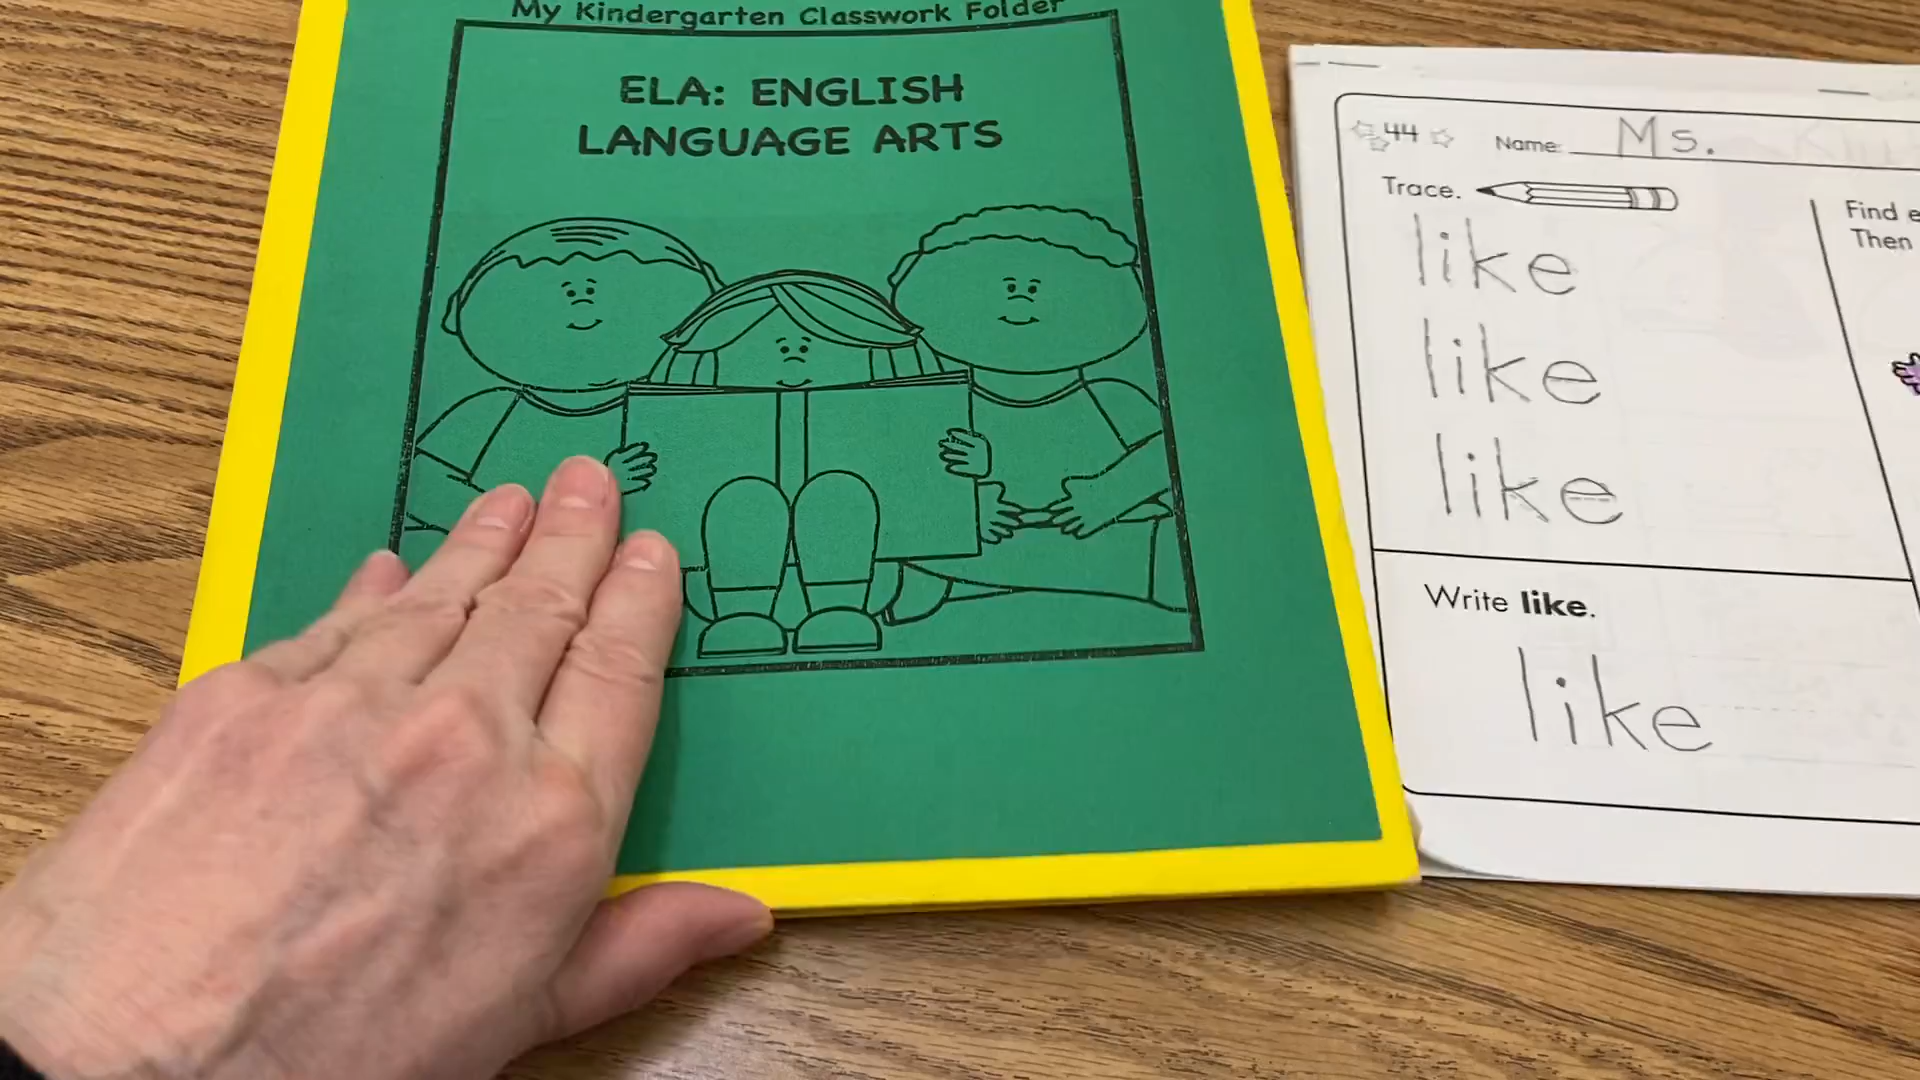 My Kindergarten Classwork Folder
ELA: ENGLISH
LANGUAGE ARTS
44
Name: Ms.
Trace.
like
like
like
Write like.
like
Find
Then